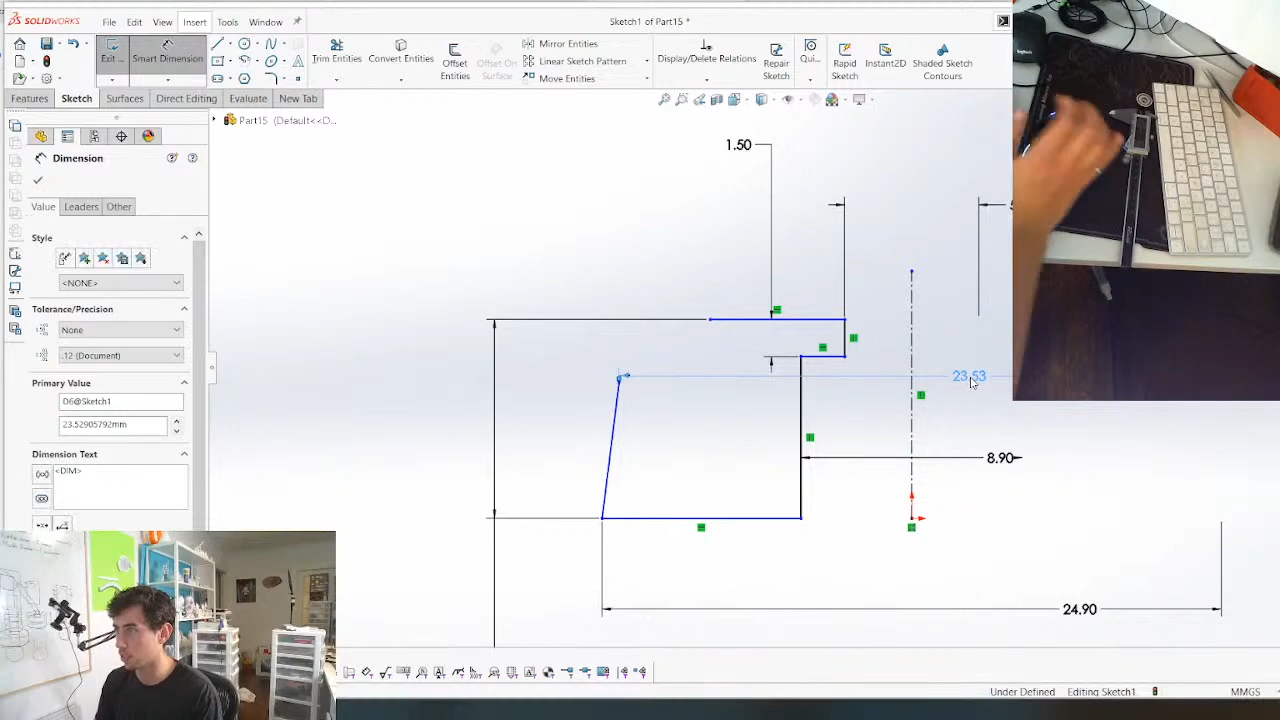 SOLIDWORKS File Edit View Insert Tools Window Sketch1 of Part15 *
Exit ... Smart Dimension Trim Entities Convert Entities Offset Entities Offset On Surface Mirror Entities Linear Sketch Pattern Move Entities Display/Delete Relations Repair Sketch Qui... Rapid Sketch Instant2D Shaded Sketch Contours
Features Sketch Surfaces Direct Editing Evaluate New Tab
Part15 (Default<<D...
Dimension
Value Leaders Other
Style
<NONE>
Tolerance/Precision
None
.12 (Document)
Primary Value
D6@Sketch1
23.52905792mm
Dimension Text
<DIM>
1.50
23.53
8.90
24.90
Under Defined Editing Sketch1 MMGS